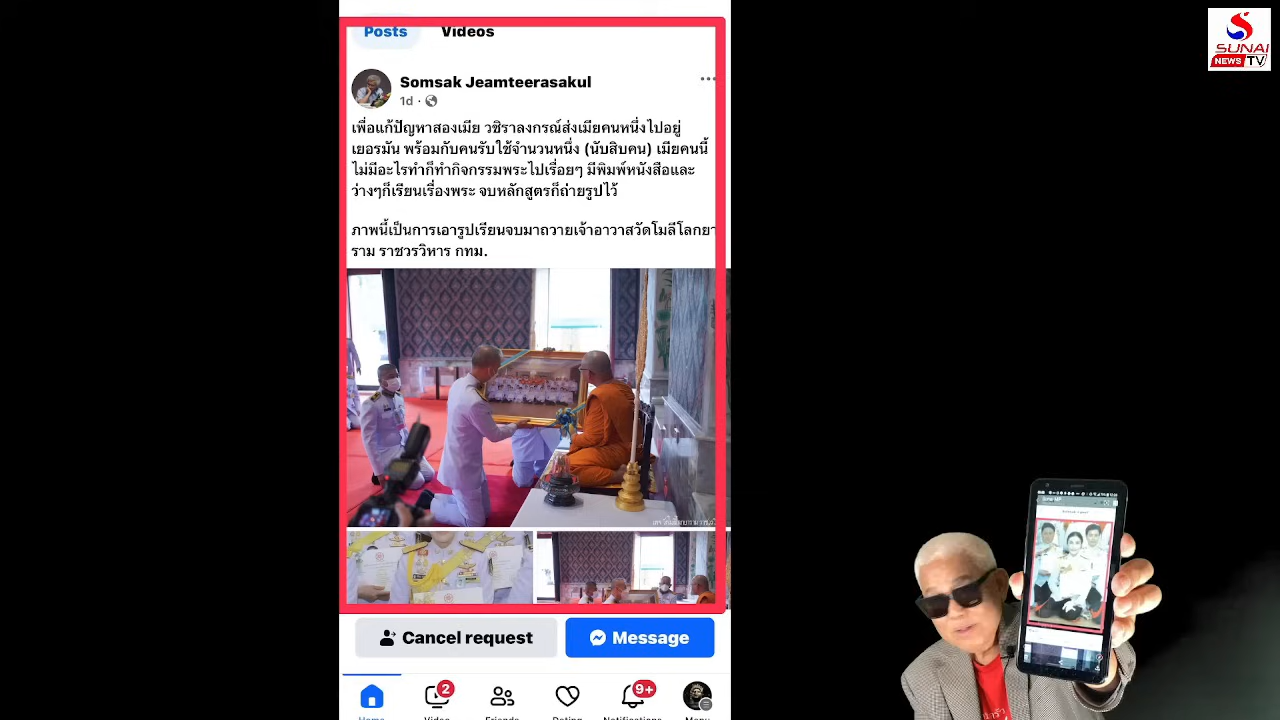 Posts Videos
SUNAI
NEWS TV
Somsak Jeamteerasakul
1d ·
เพื่อแก้ปัญหาสองเมีย วชิราลงกรณ์ส่งเมียคนหนึ่งไปอยู่
เยอรมัน พร้อมกับคนรับใช้จำนวนหนึ่ง (นับสิบคน) เมียคนนี้
ไม่มีอะไรทำก็ทำกิจกรรมพระไปเรื่อยๆ มีพิมพ์หนังสือและ
ว่างๆก็เรียนเรื่องพระ จบหลักสูตรก็ถ่ายรูปไว้
ภาพนี้เป็นการเอารูปเรียนจบมาถวายเจ้าอาวาสวัดโมลีโลกยา
ราม ราชวรวิหาร กทม.
Cancel request Message
2 9+
Home Video Friends Dating Notifications Menu